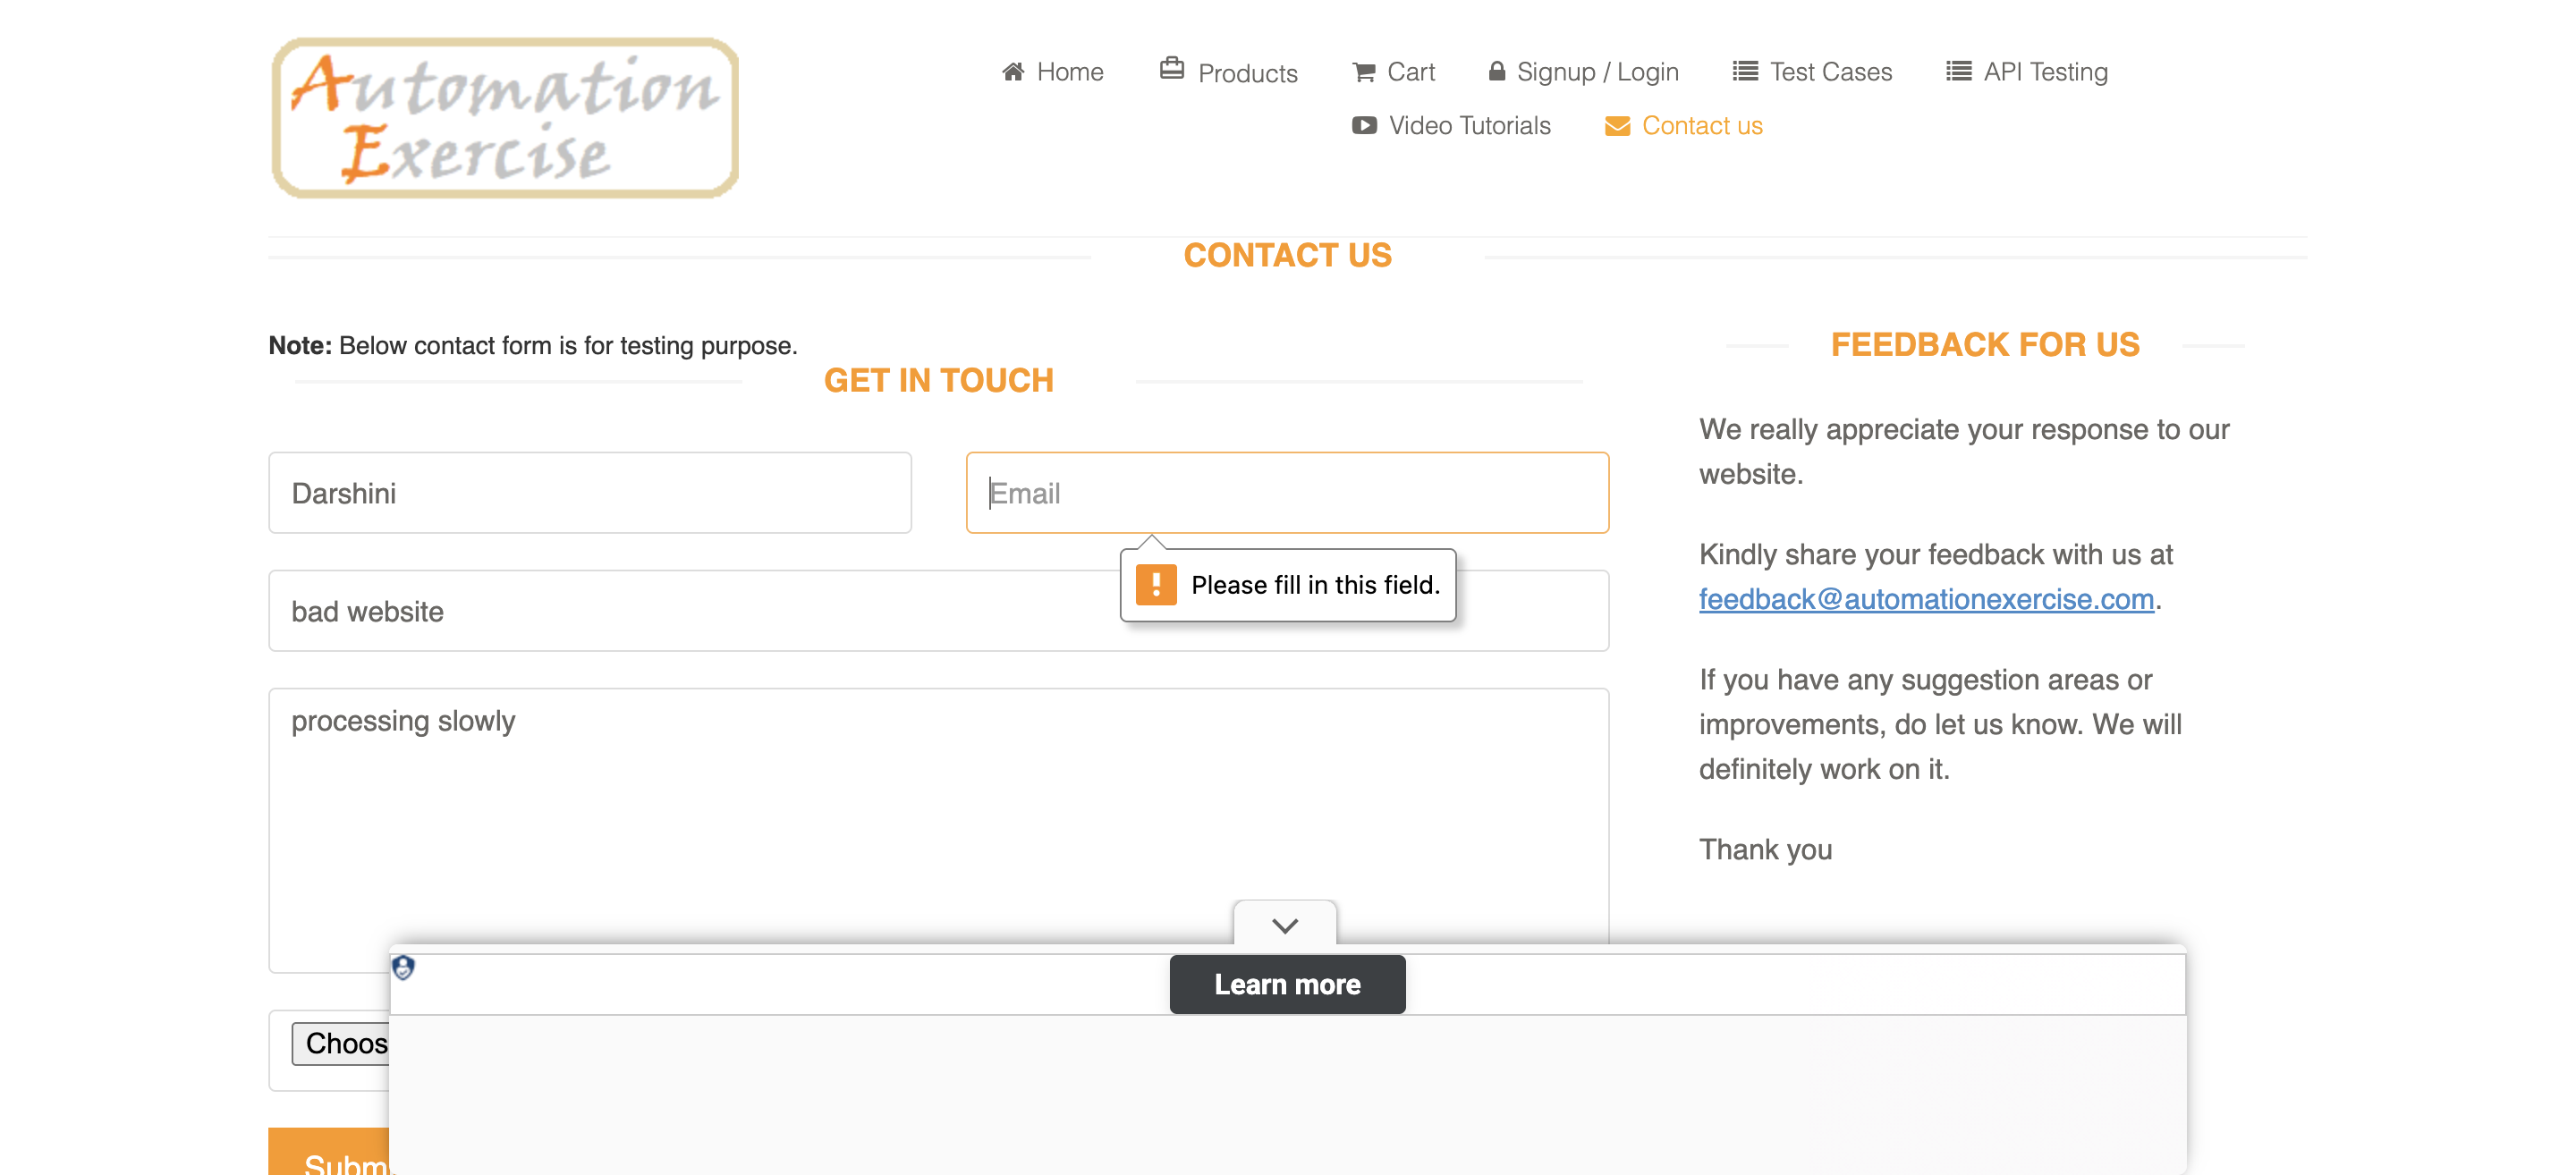 Automation
Exercise
Home
Products
Cart
Signup / Login
Test Cases
API Testing
Video Tutorials
Contact us
CONTACT US
Note: Below contact form is for testing purpose.
GET IN TOUCH
Darshini
Email
Please fill in this field.
bad website
processing slowly
Choos
Subm
FEEDBACK FOR US
We really appreciate your response to our
website.
Kindly share your feedback with us at
feedback@automationexercise.com.
If you have any suggestion areas or
improvements, do let us know. We will
definitely work on it.
Thank you
Learn more